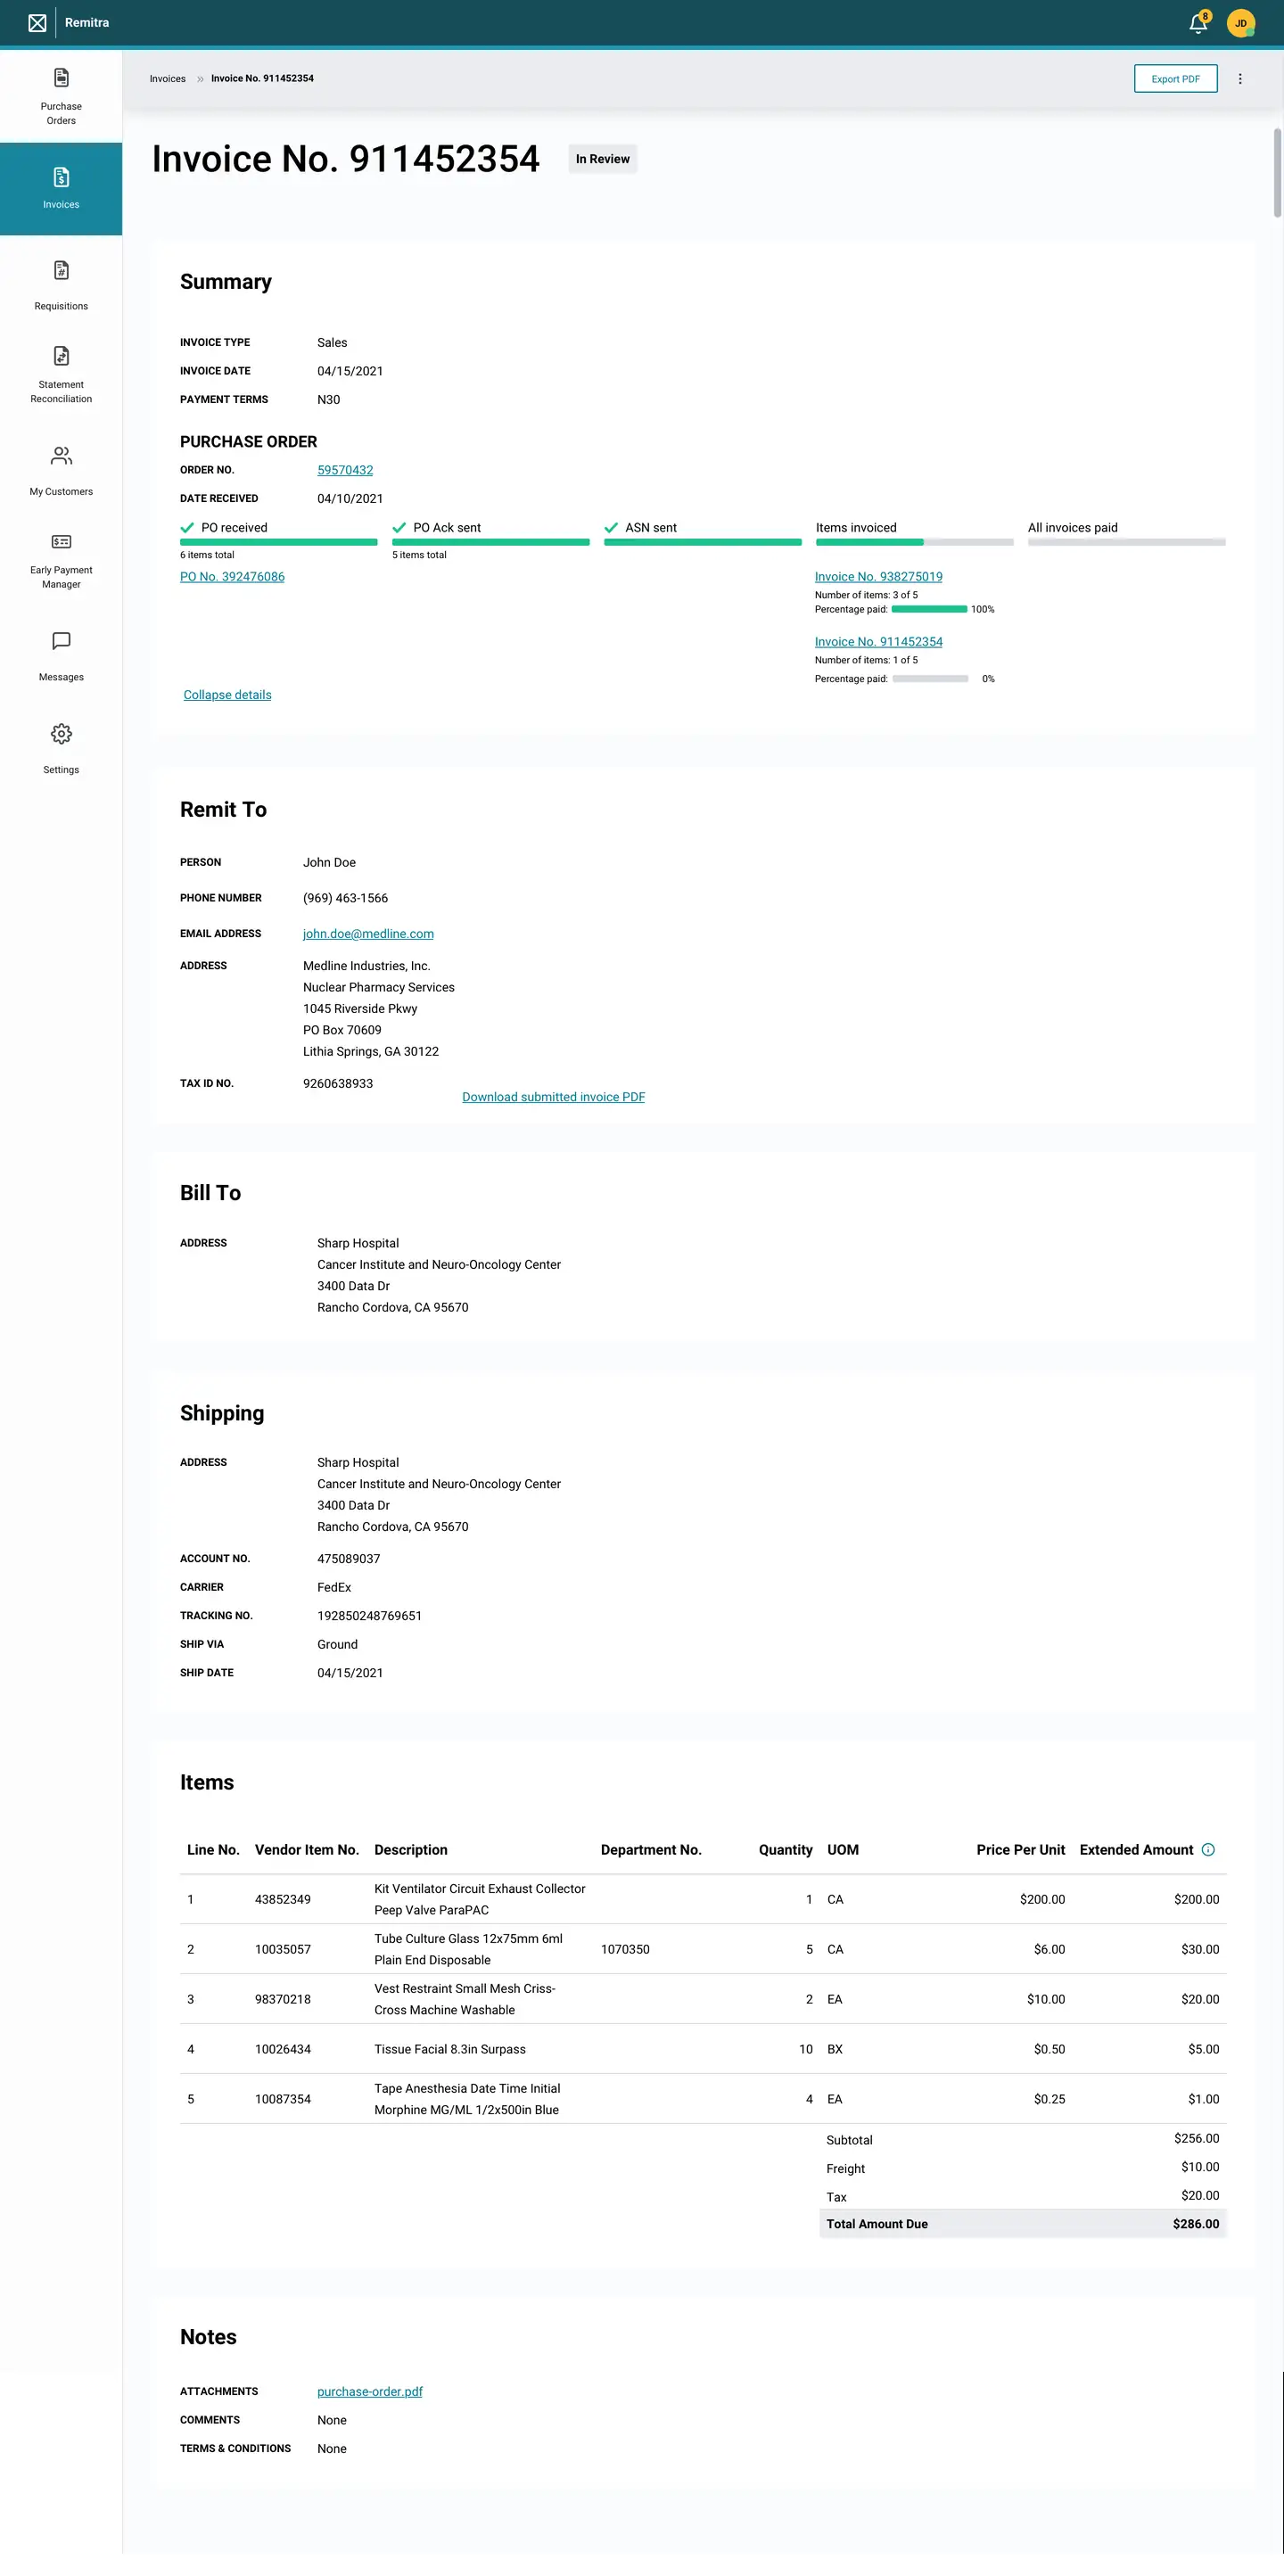 Remitra
8
JD
Purchase
Orders
Invoices
Requisitions
Statement
Reconciliation
My Customers
Early Payment
Manager
Messages
Settings
Invoices » Invoice No. 911452354
Export PDF
Invoice No. 911452354 In Review
Summary
INVOICE TYPE Sales
INVOICE DATE 04/15/2021
PAYMENT TERMS N30
PURCHASE ORDER
ORDER NO. 59570432
DATE RECEIVED 04/10/2021
PO received PO Ack sent ASN sent Items invoiced All invoices paid
6 items total 5 items total
PO No. 392476086 Invoice No. 938275019
Number of items: 3 of 5
Percentage paid: 100%
Invoice No. 911452354
Number of items: 1 of 5
Percentage paid: 0%
Collapse details
Remit To
PERSON John Doe
PHONE NUMBER (969) 463-1566
EMAIL ADDRESS john.doe@medline.com
ADDRESS Medline Industries, Inc.
Nuclear Pharmacy Services
1045 Riverside Pkwy
PO Box 70609
Lithia Springs, GA 30122
TAX ID NO. 9260638933
Download submitted invoice PDF
Bill To
ADDRESS Sharp Hospital
Cancer Institute and Neuro-Oncology Center
3400 Data Dr
Rancho Cordova, CA 95670
Shipping
ADDRESS Sharp Hospital
Cancer Institute and Neuro-Oncology Center
3400 Data Dr
Rancho Cordova, CA 95670
ACCOUNT NO. 475089037
CARRIER FedEx
TRACKING NO. 192850248769651
SHIP VIA Ground
SHIP DATE 04/15/2021
Items
Line No. Vendor Item No. Description Department No. Quantity UOM Price Per Unit Extended Amount
1 43852349 Kit Ventilator Circuit Exhaust Collector
Peep Valve ParaPAC 1 CA $200.00 $200.00
2 10035057 Tube Culture Glass 12x75mm 6ml
Plain End Disposable 1070350 5 CA $6.00 $30.00
3 98370218 Vest Restraint Small Mesh Criss-
Cross Machine Washable 2 EA $10.00 $20.00
4 10026434 Tissue Facial 8.3in Surpass 10 BX $0.50 $5.00
5 10087354 Tape Anesthesia Date Time Initial
Morphine MG/ML 1/2x500in Blue 4 EA $0.25 $1.00
Subtotal $256.00
Freight $10.00
Tax $20.00
Total Amount Due $286.00
Notes
ATTACHMENTS purchase-order.pdf
COMMENTS None
TERMS & CONDITIONS None